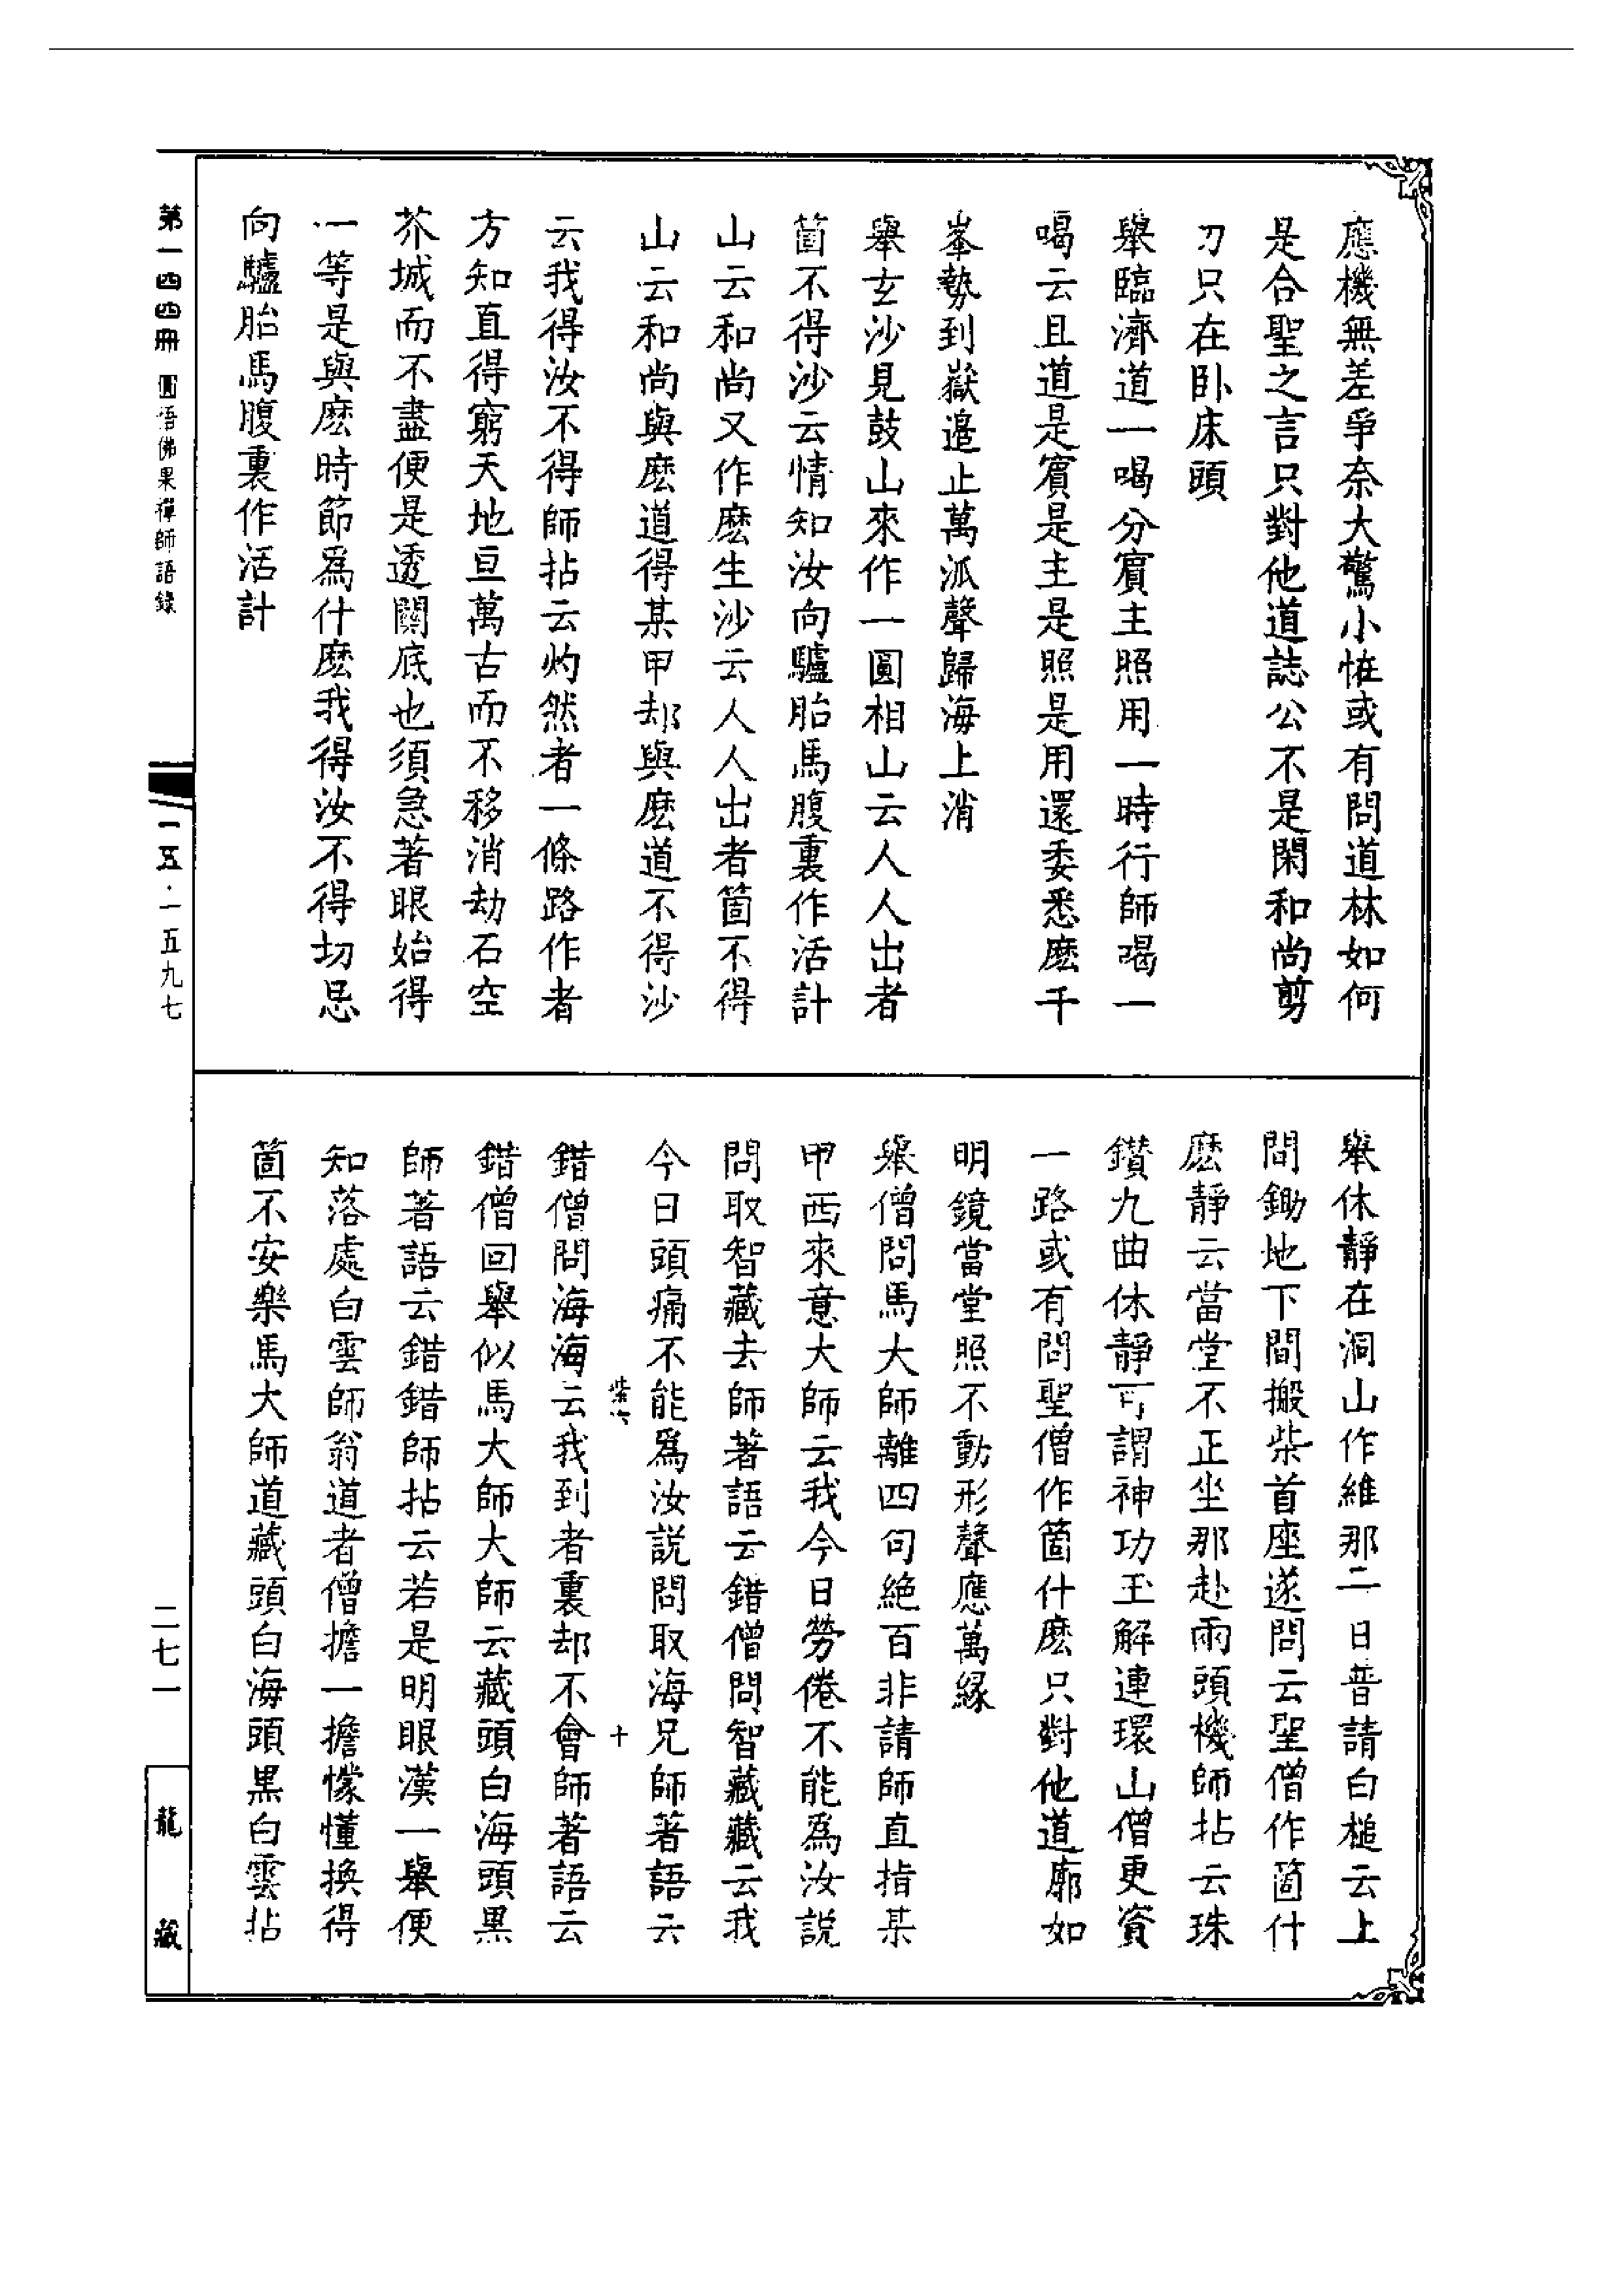 應機無差爭奈大驚小怪或有問道林如何
是合聖之言只對他道誌公不是閑和尚剪
刀只在卧床頭
舉臨濟道一喝分賓主照用一時行師喝一
喝云且道是賓是主是照是用還委悉麽千
峯勢到嶽邊止萬派聲歸海上消
舉玄沙見鼓山來作一圓相山云人人出者
箇不得沙云情知汝向驢胎馬腹裏作活計
山云和尚又作麽生沙云人人出者箇不得
山云和尚與麽道得某甲却與麽道不得沙
云我得汝不得師拈云灼然者一條路作者
方知直得窮天地亘萬古而不移消劫石空
芥城而不盡便是透關底也須急著眼始得
一等是與麽時節爲什麽我得汝不得切忌
向驢胎馬腹裏作活計
舉休靜在洞山作維那二日普請白槌云上
間鋤地下間搬柴首座遂問云聖僧作箇什
麽靜云當堂不正坐那赴兩頭機師拈云珠
鑚九曲休靜可謂神功玉解連環山僧更資
一路或有問聖僧作箇什麽只對他道廓如
明鏡當堂照不動形聲應萬緣
舉僧問馬大師離四句絶百非請師直指某
甲西來意大師云我今日勞倦不能爲汝説
問取智藏去師著語云錯僧問智藏藏云我
今日頭痛不能爲汝説問取海兄師著語云
紫六 十
錯僧問海海云我到者裏却不會師著語云
錯僧回舉似馬大師大師云藏頭白海頭黒
師著語云錯錯師拈云若是明眼漢一舉便
知落處白雲師翁道者僧擔一擔懞懂換得
箇不安樂馬大師道藏頭白海頭黒白雲拈
第一四四冊 圓悟佛果禪師語錄
一五五·一五九七
二七一
龍藏